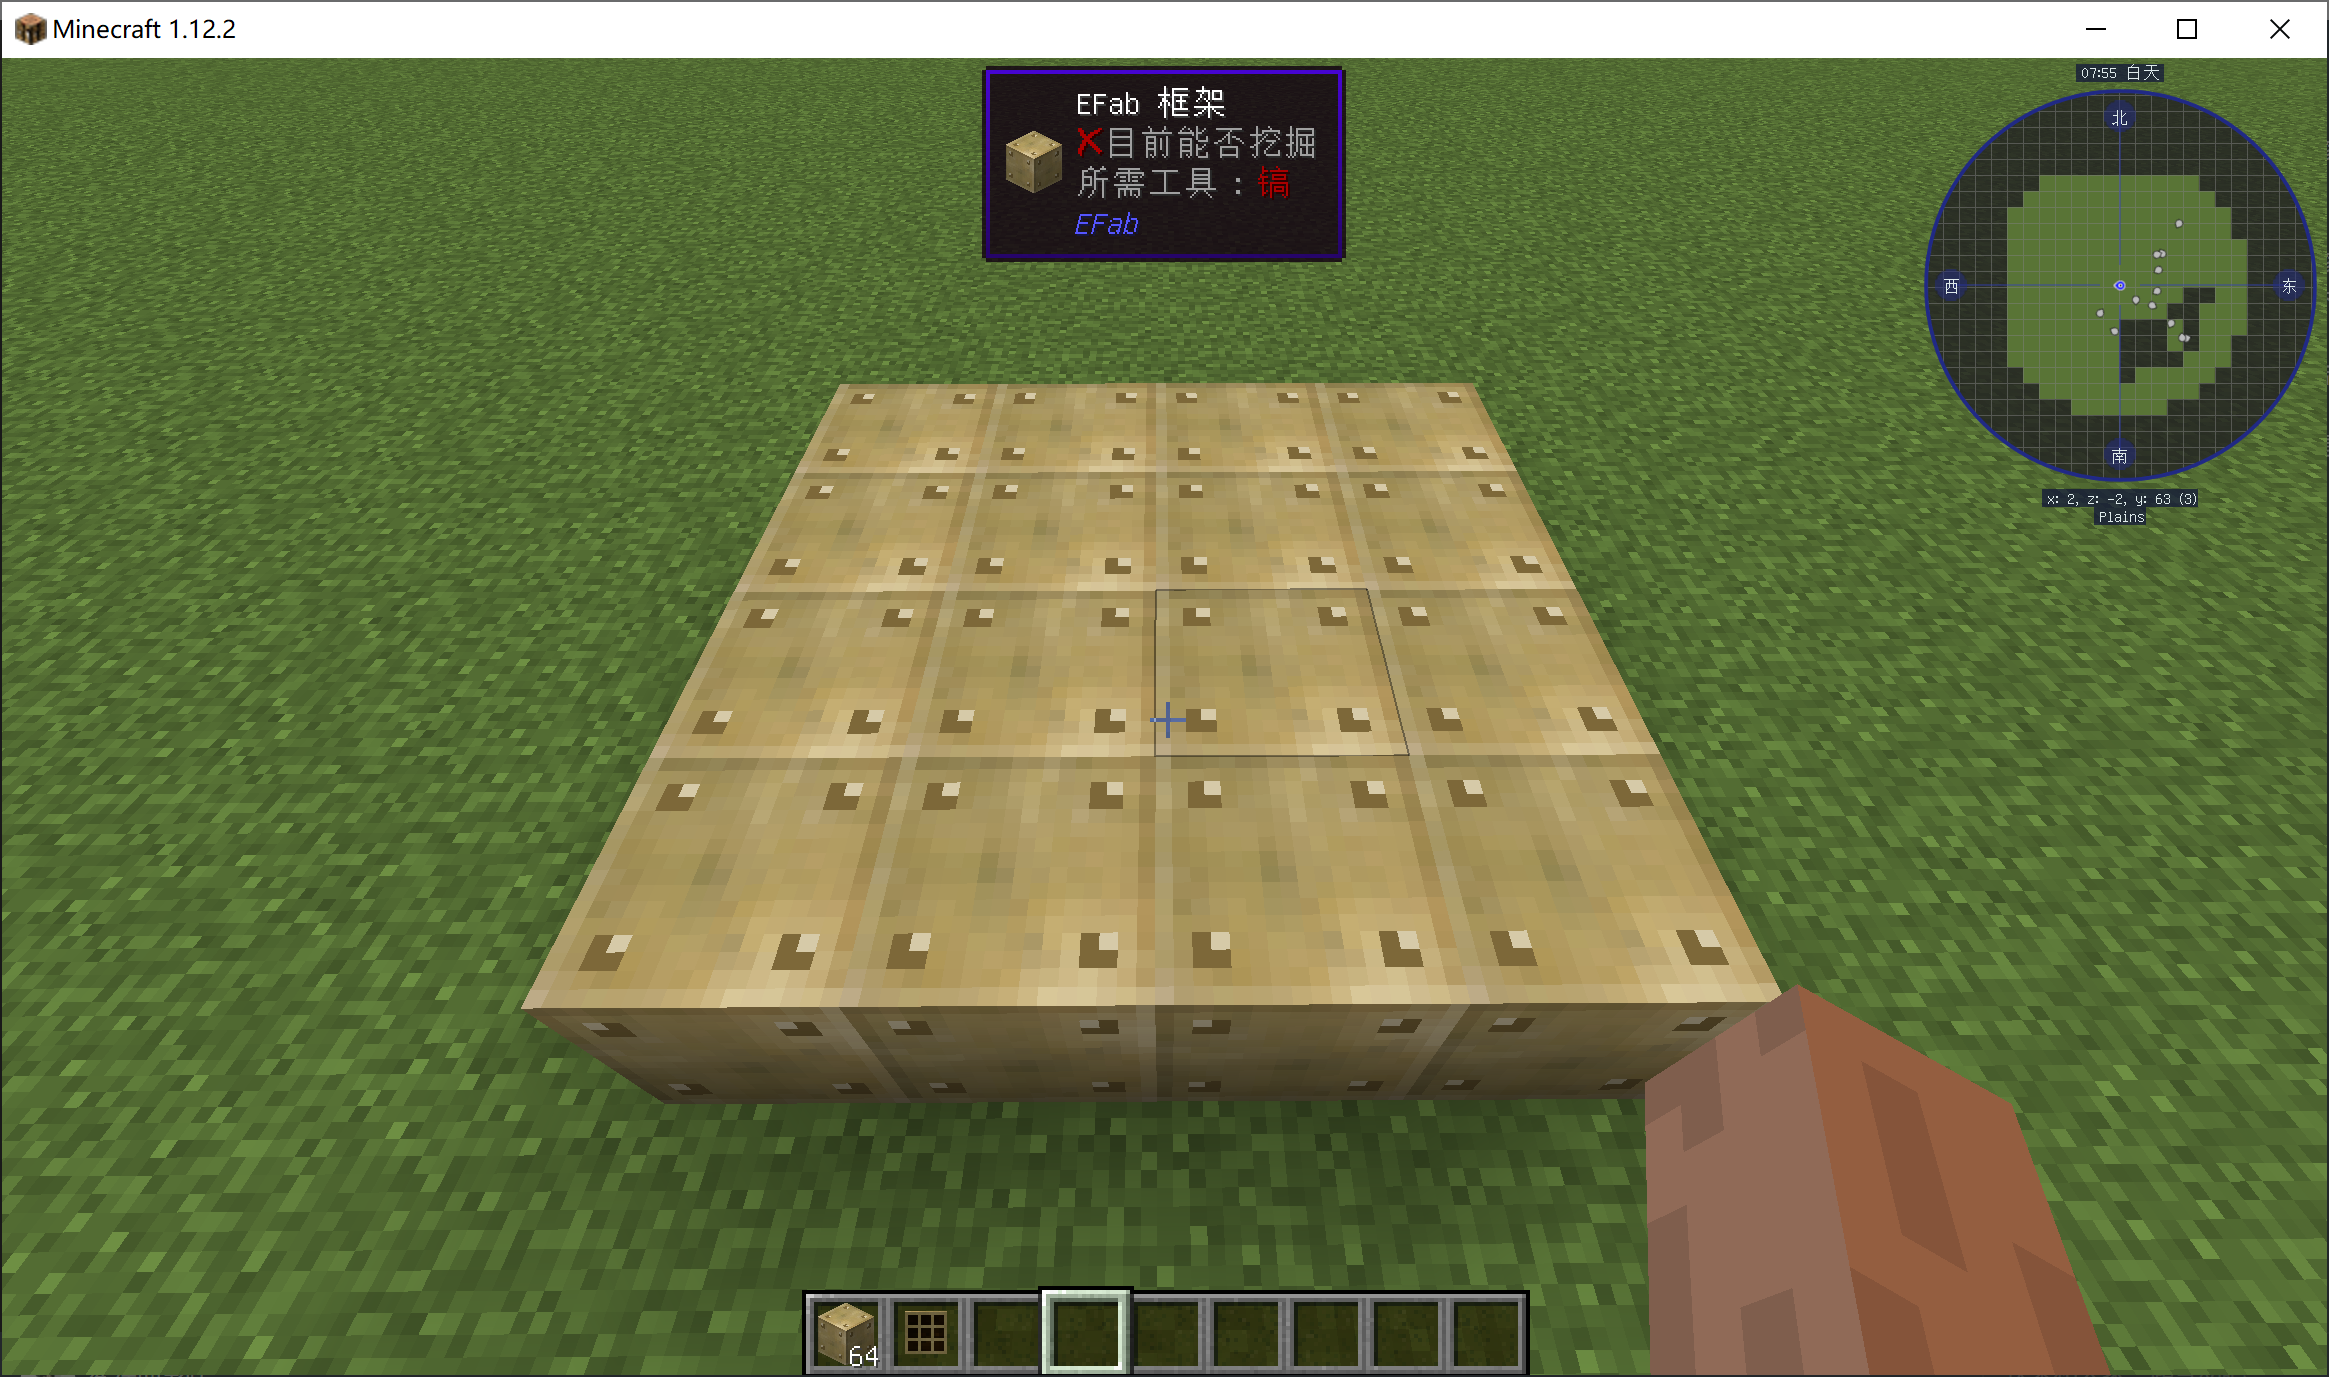 Minecraft 1.12.2
EFab 框架
目前能否挖掘
所需工具：镐
EFab
07:55 白天
北
西
东
南
x: 2, z: -2, y: 63 (3)
Plains
64